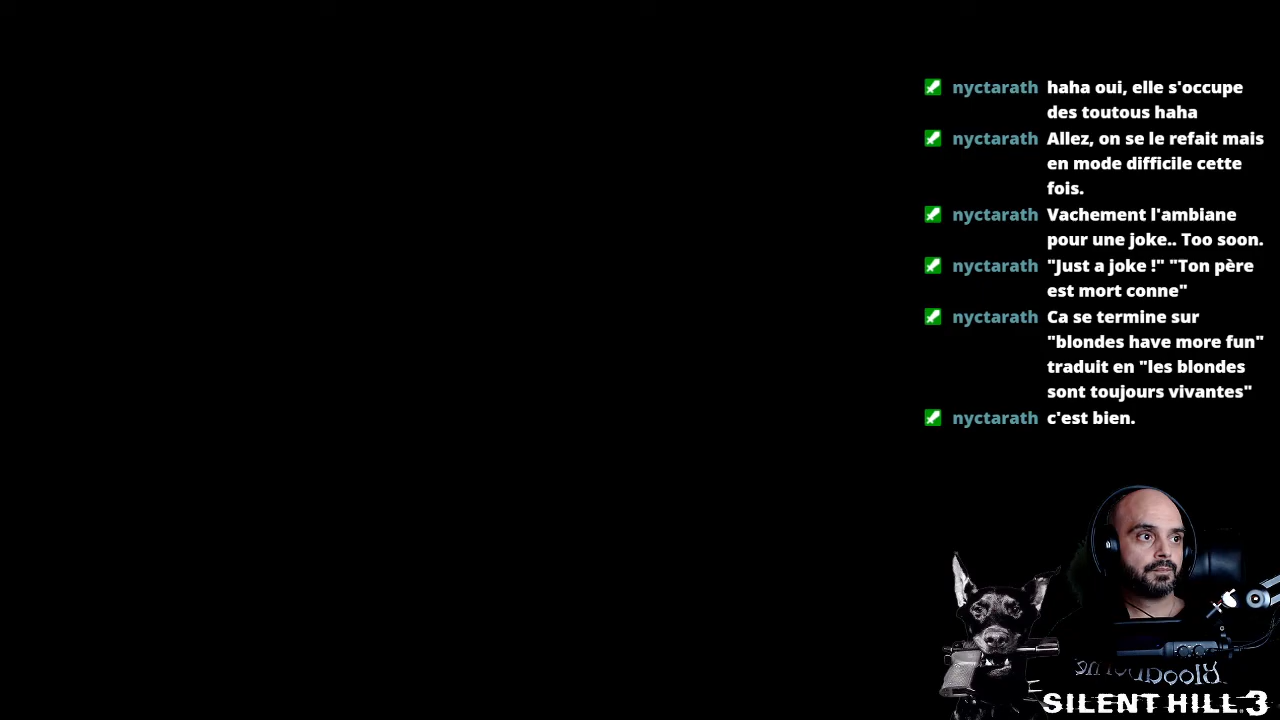 nyctarath haha oui, elle s'occupe
des toutous haha
nyctarath Allez, on se le refait mais
en mode difficile cette
fois.
nyctarath Vachement l'ambiane
pour une joke.. Too soon.
nyctarath "Just a joke !" "Ton père
est mort conne"
nyctarath Ca se termine sur
"blondes have more fun"
traduit en "les blondes
sont toujours vivantes"
nyctarath c'est bien.
Bloodborne
SILENT HILL 3